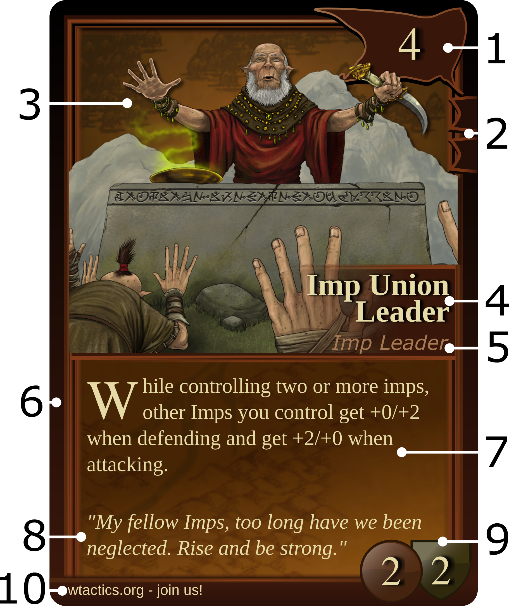 4
1
2
3
Imp Union
Leader
4
Imp Leader
5
6
While controlling two or more imps,
other Imps you control get +0/+2
when defending and get +2/+0 when
attacking.
7
"My fellow Imps, too long have we been
neglected. Rise and be strong."
8
9
2 2
10
wtactics.org - join us!